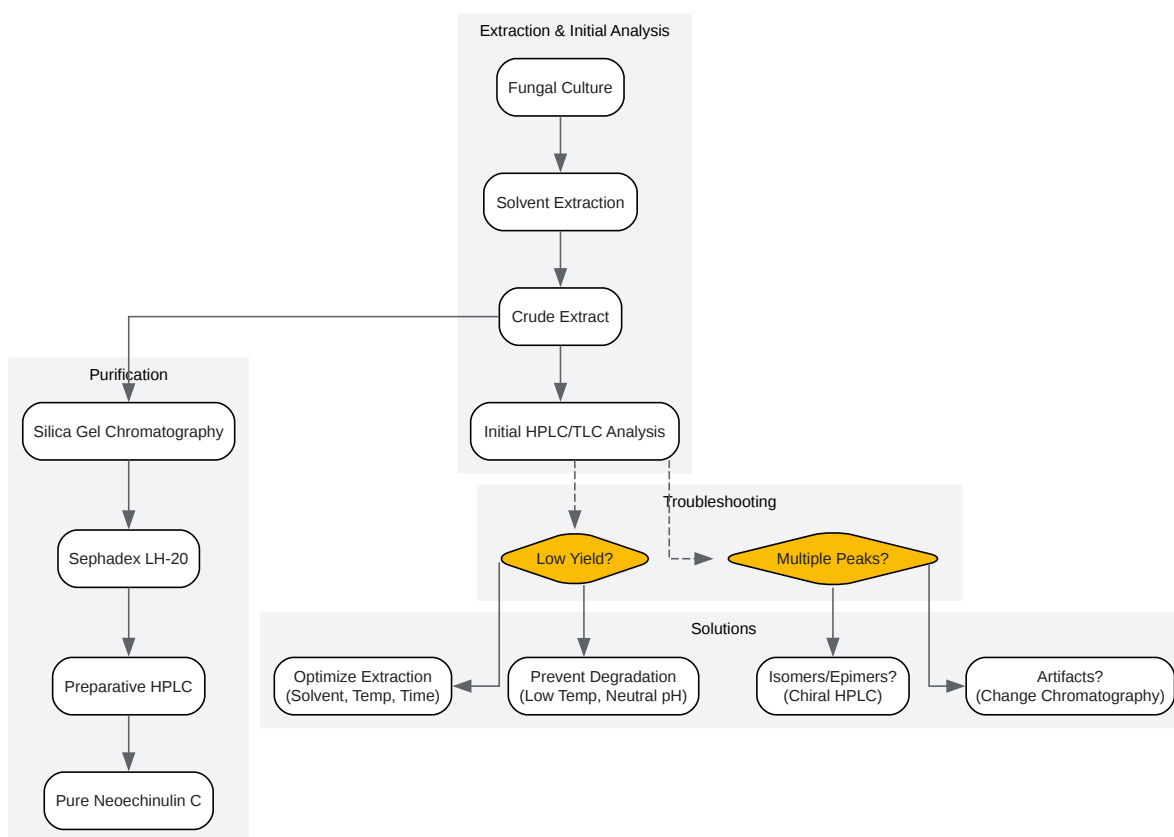 Extraction & Initial Analysis
Fungal Culture
Solvent Extraction
Crude Extract
Initial HPLC/TLC Analysis
Purification
Silica Gel Chromatography
Sephadex LH-20
Preparative HPLC
Pure Neoechinulin C
Troubleshooting
Low Yield?
Multiple Peaks?
Solutions
Optimize Extraction
(Solvent, Temp, Time)
Prevent Degradation
(Low Temp, Neutral pH)
Isomers/Epimers?
(Chiral HPLC)
Artifacts?
(Change Chromatography)